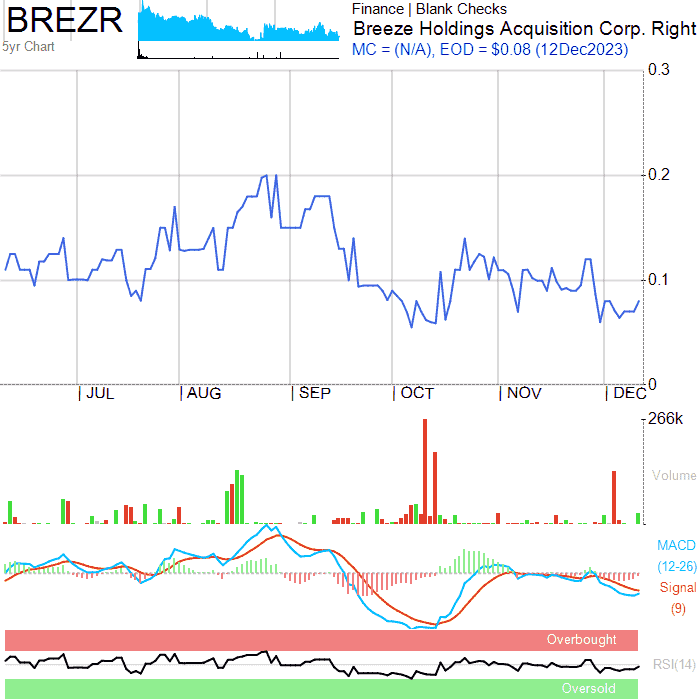 BREZR
5yr Chart
Finance | Blank Checks
Breeze Holdings Acquisition Corp. Right
MC = (N/A), EOD = $0.08 (12Dec2023)
0.3
0.2
0.1
0
| JUL | AUG | SEP | OCT | NOV | DEC
266k
Volume
MACD
(12-26)
Signal
(9)
Overbought
RSI(14)
Oversold